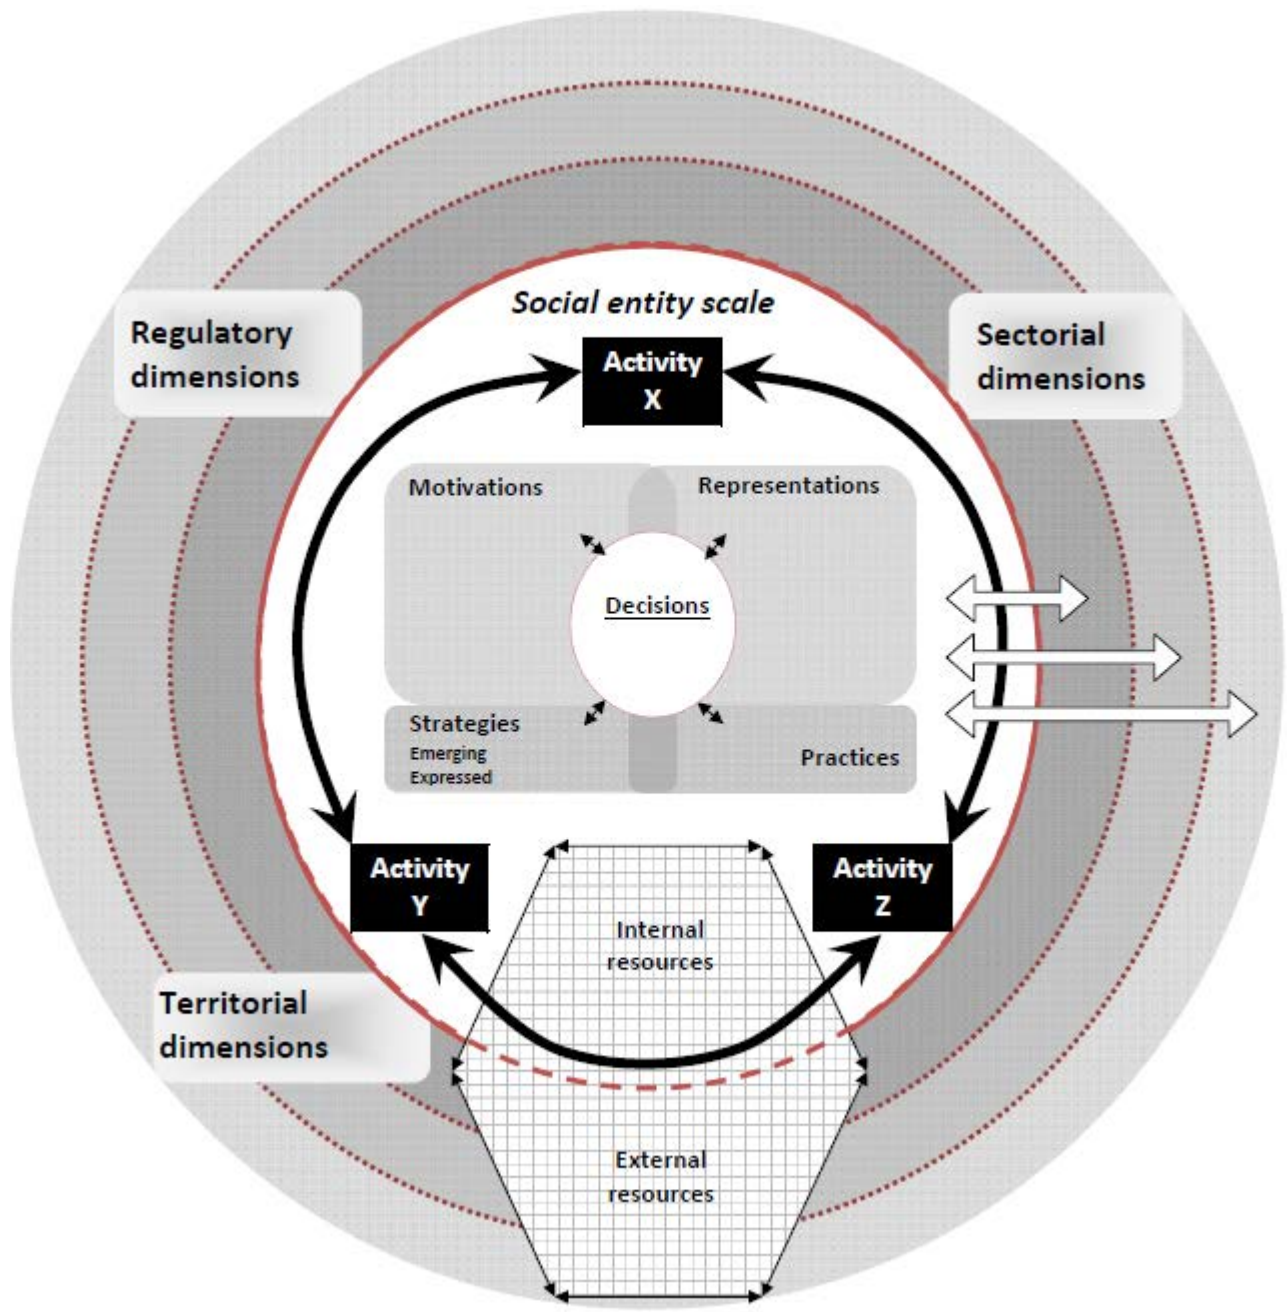 Social entity scale
Regulatory
dimensions
Sectorial
dimensions
Activity
X
Motivations
Representations
Decisions
Strategies
Emerging
Expressed
Practices
Activity
Y
Activity
Z
Internal
resources
Territorial
dimensions
External
resources